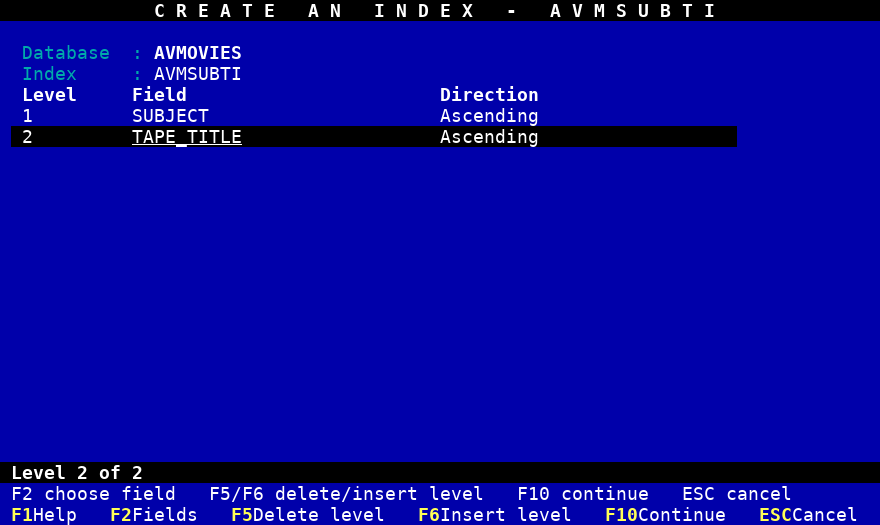 C R E A T E   A N   I N D E X   -   A V M S U B T I
Database  : AVMOVIES
Index     : AVMSUBTI
Level     Field                       Direction
1         SUBJECT                     Ascending
2         TAPE_TITLE                  Ascending
Level 2 of 2
F2 choose field   F5/F6 delete/insert level   F10 continue   ESC cancel
F1Help   F2Fields   F5Delete level   F6Insert level   F10Continue   ESCCancel